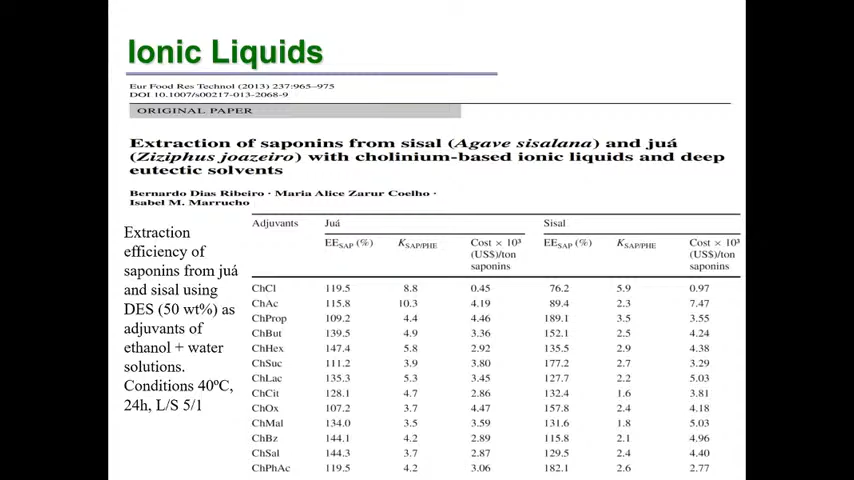 Ionic Liquids
Eur Food Res Technol (2013) 237:965–975
DOI 10.1007/s00217-013-2068-9
ORIGINAL PAPER
Extraction of saponins from sisal (Agave sisalana) and juá
(Ziziphus joazeiro) with cholinium-based ionic liquids and deep
eutectic solvents
Bernardo Dias Ribeiro · Maria Alice Zarur Coelho ·
Isabel M. Marrucho
Extraction
efficiency of
saponins from juá
and sisal using
DES (50 wt%) as
adjuvants of
ethanol + water
solutions.
Conditions 40ºC,
24h, L/S 5/1
Adjuvants Juá Sisal
EESAP (%) KSAP/PHE Cost × 10³ EESAP (%) KSAP/PHE Cost × 10³
(US$)/ton (US$)/ton
saponins saponins
ChCl 119.5 8.8 0.45 76.2 5.9 0.97
ChAc 115.8 10.3 4.19 89.4 2.3 7.47
ChProp 109.2 4.4 4.46 189.1 3.5 3.55
ChBut 139.5 4.9 3.36 152.1 2.5 4.24
ChHex 147.4 5.8 2.92 135.5 2.9 4.38
ChSuc 111.2 3.9 3.80 177.2 2.7 3.29
ChLac 135.3 5.3 3.45 127.7 2.2 5.03
ChCit 128.1 4.7 2.86 132.4 1.6 3.81
ChOx 107.2 3.7 4.47 157.8 2.4 4.18
ChMal 134.0 3.5 3.59 131.6 1.8 5.03
ChBz 144.1 4.2 2.89 115.8 2.1 4.96
ChSal 144.3 3.7 2.87 129.5 2.4 4.40
ChPhAc 119.5 4.2 3.06 182.1 2.6 2.77